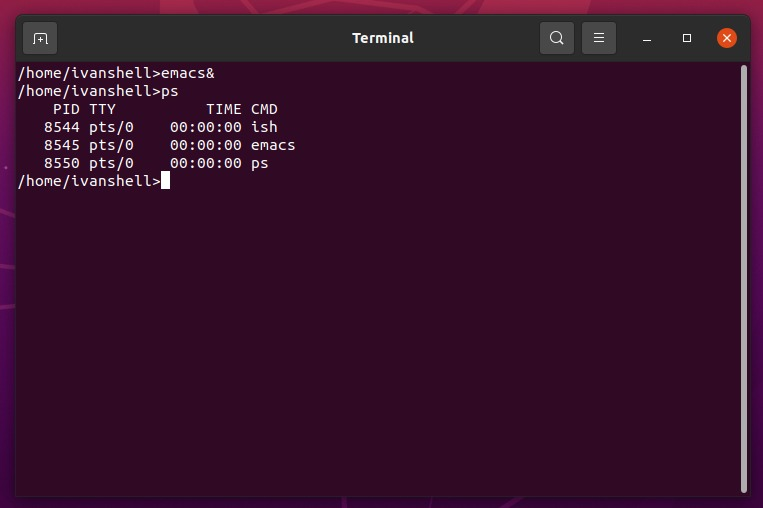 Terminal
/home/ivanshell>emacs&
/home/ivanshell>ps
    PID TTY          TIME CMD
   8544 pts/0    00:00:00 ish
   8545 pts/0    00:00:00 emacs
   8550 pts/0    00:00:00 ps
/home/ivanshell>